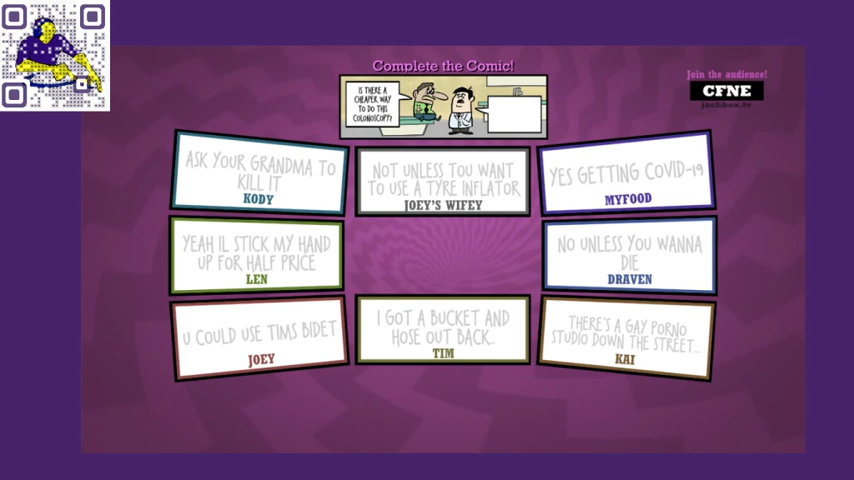 Complete the Comic!
IS THERE A
CHEAPER WAY
TO DO THIS
COLONOSCOPY?
Join the audience!
CFNE
jackbox.tv
ASK YOUR GRANDMA TO
KILL IT
KODY
NOT UNLESS TOU WANT
TO USE A TYRE INFLATOR
JOEY'S WIFEY
YES GETTING COVID-19
MYFOOD
YEAH IL STICK MY HAND
UP FOR HALF PRICE
LEN
NO UNLESS YOU WANNA
DIE
DRAVEN
U COULD USE TIMS BIDET
JOEY
I GOT A BUCKET AND
HOSE OUT BACK..
TIM
THERE'S A GAY PORNO
STUDIO DOWN THE STREET...
KAI